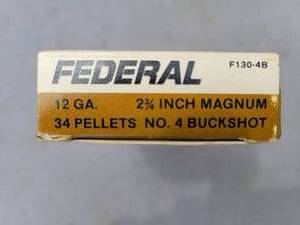 FEDERAL
F130-4B
12 GA. 2¾ INCH MAGNUM
34 PELLETS NO. 4 BUCKSHOT